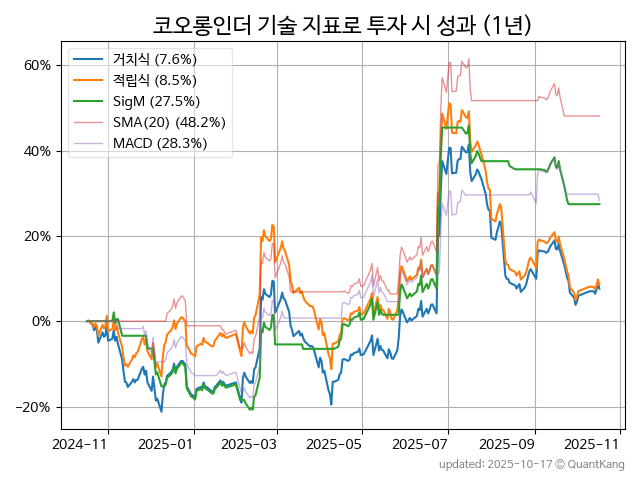 코오롱인더 기술 지표로 투자 시 성과 (1년)
거치식 (7.6%)
적립식 (8.5%)
SigM (27.5%)
SMA(20) (48.2%)
MACD (28.3%)
60%
40%
20%
0%
−20%
2024-11 2025-01 2025-03 2025-05 2025-07 2025-09 2025-11
updated: 2025-10-17 © QuantKang